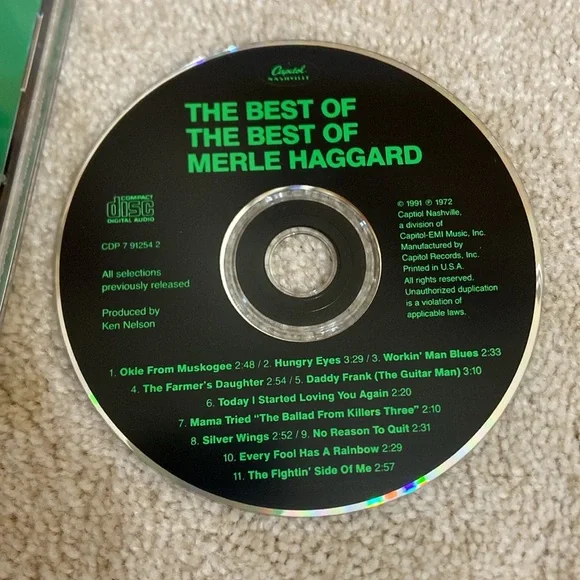 Capitol
NASHVILLE
THE BEST OF
THE BEST OF
MERLE HAGGARD
COMPACT
disc
DIGITAL AUDIO
CDP 7 91254 2
All selections
previously released
Produced by
Ken Nelson
© 1991 ℗ 1972
Captiol Nashville,
a division of
Capitol-EMI Music, Inc.
Manufactured by
Capitol Records, Inc.
Printed in U.S.A.
All rights reserved.
Unauthorized duplication
is a violation of
applicable laws.
1. Okie From Muskogee 2:48 / 2. Hungry Eyes 3:29 / 3. Workin' Man Blues 2:33
4. The Farmer's Daughter 2:54 / 5. Daddy Frank (The Guitar Man) 3:10
6. Today I Started Loving You Again 2:20
7. Mama Tried "The Ballad From Killers Three" 2:10
8. Silver Wings 2:52 / 9. No Reason To Quit 2:31
10. Every Fool Has A Rainbow 2:29
11. The Fightin' Side Of Me 2:57